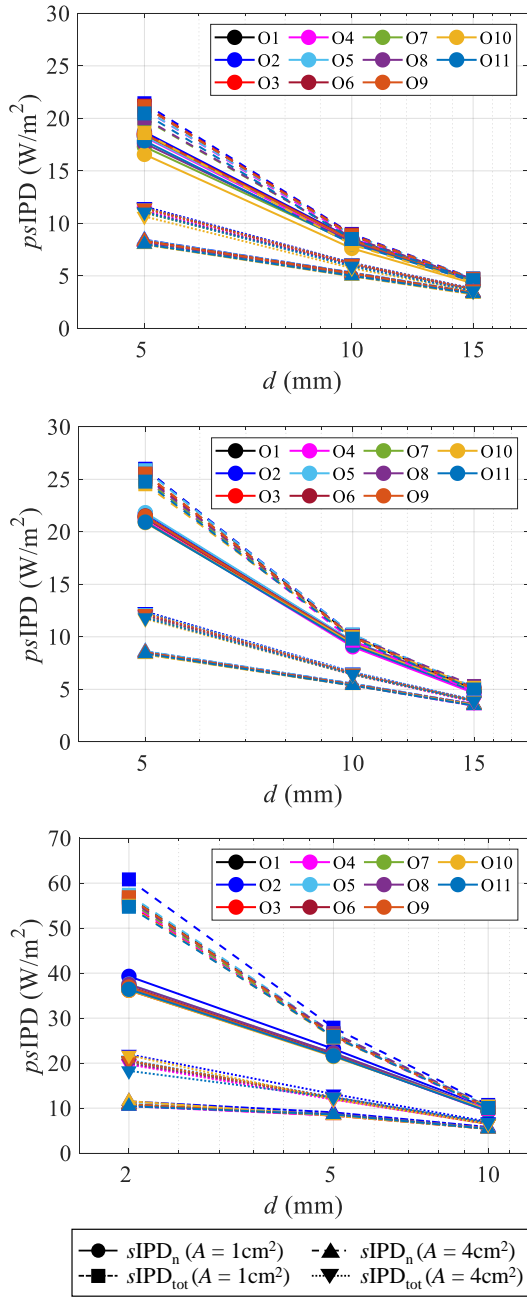 30
25
20
15
10
5
0
psIPD (W/m²)
O1 O4 O7 O10
O2 O5 O8 O11
O3 O6 O9
5 10 15
d (mm)
30
25
20
15
10
5
0
psIPD (W/m²)
O1 O4 O7 O10
O2 O5 O8 O11
O3 O6 O9
5 10 15
d (mm)
70
60
50
40
30
20
10
0
psIPD (W/m²)
O1 O4 O7 O10
O2 O5 O8 O11
O3 O6 O9
2 5 10
d (mm)
sIPDₙ (A = 1cm²) sIPDₙ (A = 4cm²)
sIPD_tot (A = 1cm²) sIPD_tot (A = 4cm²)